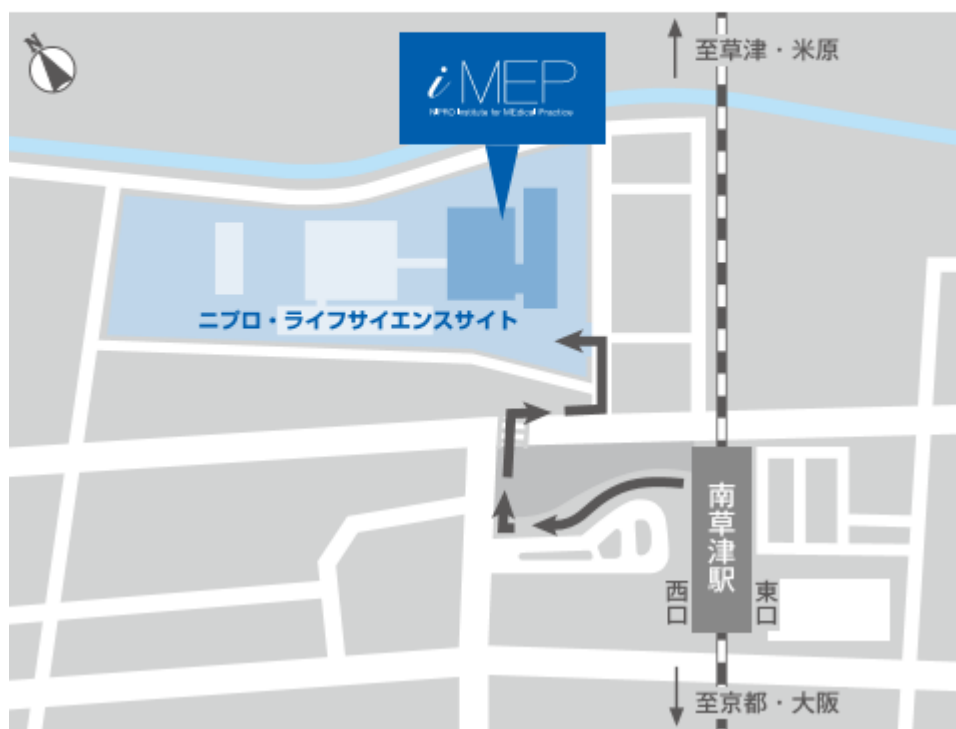 N
至草津・米原
iMEP
NIPRO Institute for MEdical Practice
ニプロ・ライフサイエンスサイト
南草津駅
西口
東口
至京都・大阪